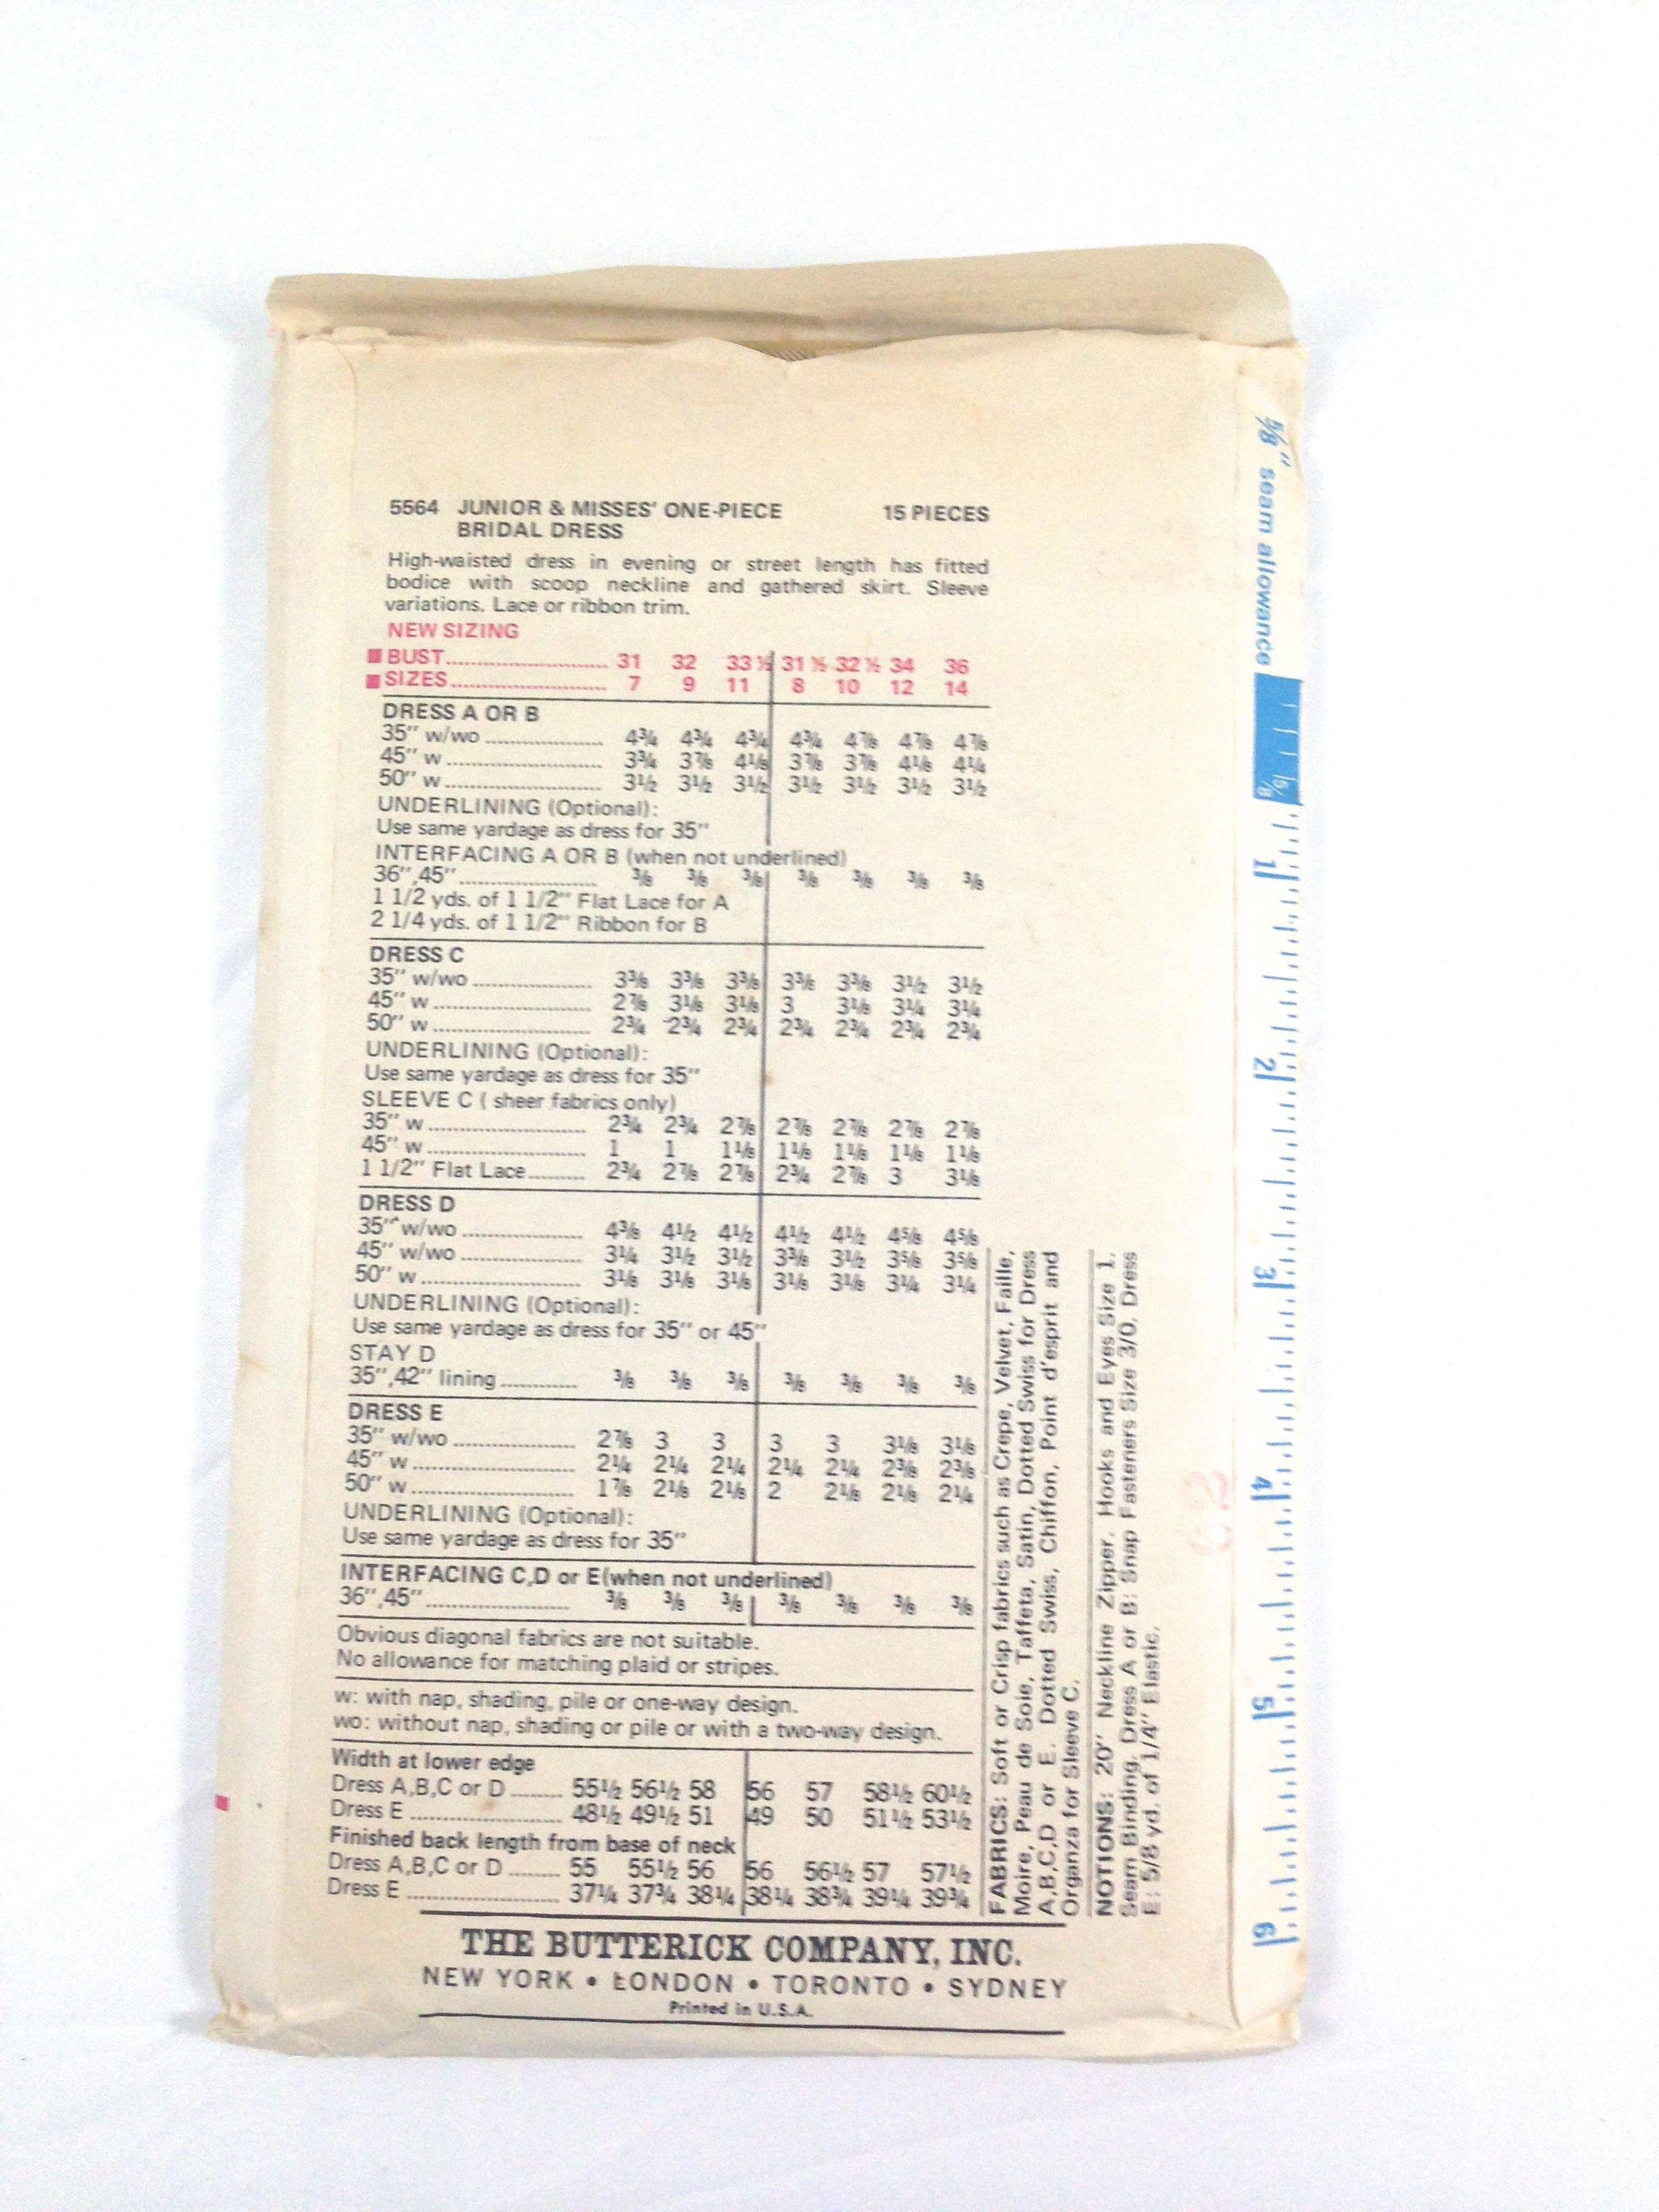 5564 JUNIOR & MISSES' ONE-PIECE 15 PIECES
BRIDAL DRESS
High-waisted dress in evening or street length has fitted
bodice with scoop neckline and gathered skirt. Sleeve
variations. Lace or ribbon trim.
NEW SIZING
BUST 31 32 33½ 31½ 32½ 34 36
SIZES 7 9 11 8 10 12 14
DRESS A OR B
35" w/wo 4¾ 4¾ 4¾ 4¾ 4⅞ 4⅞ 4⅞
45" w 3¾ 3⅞ 4⅛ 3⅞ 3⅞ 4⅛ 4¼
50" w 3½ 3½ 3½ 3½ 3½ 3½ 3½
UNDERLINING (Optional):
Use same yardage as dress for 35"
INTERFACING A OR B (when not underlined)
36",45" ⅜ ⅜ ⅜ ⅜ ⅜ ⅜ ⅜
1 1/2 yds. of 1 1/2" Flat Lace for A
2 1/4 yds. of 1 1/2" Ribbon for B
DRESS C
35" w/wo 3⅜ 3⅜ 3⅜ 3⅜ 3⅜ 3½ 3½
45" w 2⅞ 3⅛ 3⅛ 3 3⅛ 3¼ 3¼
50" w 2¾ 2¾ 2¾ 2¾ 2¾ 2¾ 2¾
UNDERLINING (Optional):
Use same yardage as dress for 35"
SLEEVE C ( sheer fabrics only)
35" w 2¾ 2¾ 2⅞ 2⅞ 2⅞ 2⅞ 2⅞
45" w 1 1 1⅛ 1⅛ 1⅛ 1⅛ 1⅛
1 1/2" Flat Lace 2¾ 2⅞ 2⅞ 2¾ 2⅞ 3 3⅛
DRESS D
35" w/wo 4⅜ 4½ 4½ 4½ 4½ 4⅝ 4⅝
45" w/wo 3¼ 3½ 3½ 3⅜ 3½ 3⅝ 3⅝
50" w 3⅛ 3⅛ 3⅛ 3⅛ 3⅛ 3¼ 3¼
UNDERLINING (Optional):
Use same yardage as dress for 35" or 45"
STAY D
35",42" lining ⅜ ⅜ ⅜ ⅜ ⅜ ⅜ ⅜
DRESS E
35" w/wo 2⅞ 3 3 3 3 3⅛ 3⅛
45" w 2¼ 2¼ 2¼ 2¼ 2¼ 2⅜ 2⅜
50" w 1⅞ 2⅛ 2⅛ 2 2⅛ 2⅛ 2¼
UNDERLINING (Optional):
Use same yardage as dress for 35"
INTERFACING C,D or E(when not underlined)
36",45" ⅜ ⅜ ⅜ ⅜ ⅜ ⅜ ⅜
Obvious diagonal fabrics are not suitable.
No allowance for matching plaid or stripes.
w: with nap, shading, pile or one-way design.
wo: without nap, shading or pile or with a two-way design.
Width at lower edge
Dress A,B,C or D 55½ 56½ 58 56 57 58½ 60½
Dress E 48½ 49½ 51 49 50 51½ 53½
Finished back length from base of neck
Dress A,B,C or D 55 55½ 56 56 56½ 57 57½
Dress E 37¼ 37¾ 38¼ 38¼ 38¾ 39¼ 39¾
FABRICS: Soft or Crisp fabrics such as Crepe, Velvet, Faille,
Moire, Peau de Soie, Taffeta, Satin, Dotted Swiss for Dress
A,B,C,D or E. Dotted Swiss, Chiffon, Point d'esprit and
Organza for Sleeve C.
NOTIONS: 20" Neckline Zipper. Hooks and Eyes Size 1.
Seam Binding. Dress A or B: Snap Fasteners Size 3/0. Dress
E: 5/8 yd. of 1/4" Elastic.
THE BUTTERICK COMPANY, INC.
NEW YORK • LONDON • TORONTO • SYDNEY
Printed in U.S.A.
⅝" seam allowance
5/8
1
2
3
4
5
6